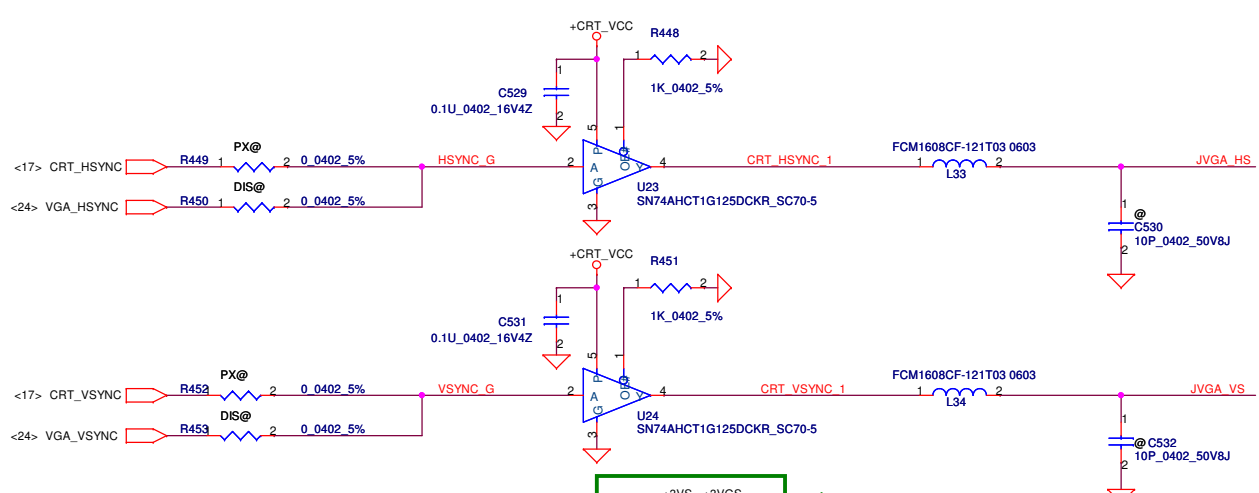 +CRT_VCC
R448
1 2
1K_0402_5%
1
C529
0.1U_0402_16V4Z
2
5
1
<17> CRT_HSYNC
R449
1
PX@
2
0_0402_5%
HSYNC_G
2
A
P
OE#
Y
G
4
3
U23
SN74AHCT1G125DCKR_SC70-5
CRT_HSYNC_1
FCM1608CF-121T03 0603
1 2
L33
JVGA_HS
<24> VGA_HSYNC
R450
1
DIS@
2
0_0402_5%
1
@
C530
10P_0402_50V8J
2
+CRT_VCC
R451
1 2
1K_0402_5%
1
C531
0.1U_0402_16V4Z
2
5
1
<17> CRT_VSYNC
R452
1
PX@
2
0_0402_5%
VSYNC_G
2
A
P
OE#
Y
G
4
3
U24
SN74AHCT1G125DCKR_SC70-5
CRT_VSYNC_1
FCM1608CF-121T03 0603
1 2
L34
JVGA_VS
<24> VGA_VSYNC
R453
1
DIS@
2
0_0402_5%
1
@ C532
10P_0402_50V8J
2